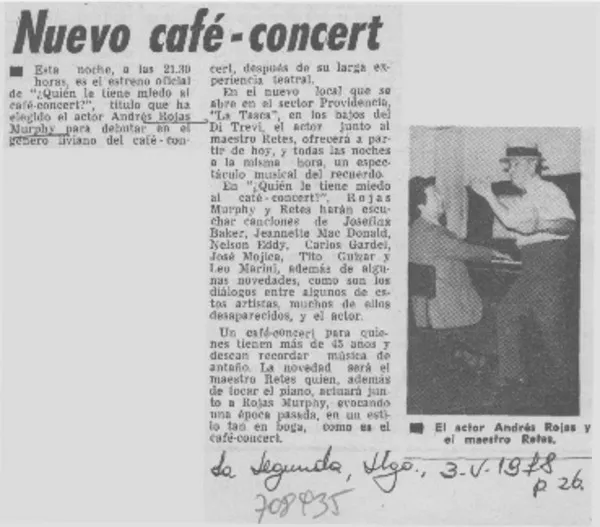 Nuevo café-concert
Esta noche, a las 21.30
horas, es el estreno oficial
de "¿Quién le tiene miedo al
café-concert?", título que ha
elegido el actor Andrés Rojas
Murphy para debutar en el
género liviano del café-con-
cert, después de su larga exp-
eriencia teatral.
En el nuevo local que se
abre en el sector Providencia,
"La Tasca", en los bajos del
Di Trevi, el actor junto al
maestro Retes, ofrecerá a par-
tir de hoy, y todas las noches
a la misma hora, un espec-
táculo musical del recuerdo.
En "¿Quién le tiene miedo
al café-concert?", Rojas
Murphy y Retes harán escu-
char canciones de Josefina
Baker, Jeannette Mac Donald,
Nelson Eddy, Carlos Gardel,
José Mojica, Tito Guizar y
Leo Marini, además de algu-
nas novedades, como son los
diálogos entre algunos de es-
tos artistas, muchos de ellos
desaparecidos, y el actor.
Un café-concert para quie-
nes tienen más de 45 años y
desean recordar música de
antaño. La novedad será el
maestro Retes quien, además
de tocar el piano, actuará jun-
to a Rojas Murphy, evocando
una época pasada, en un esti-
lo tan en boga, como es el
café-concert.
El actor Andrés Rojas y
el maestro Retes.
La Segunda, Stgo., 3-V-1978
p. 26.
708435